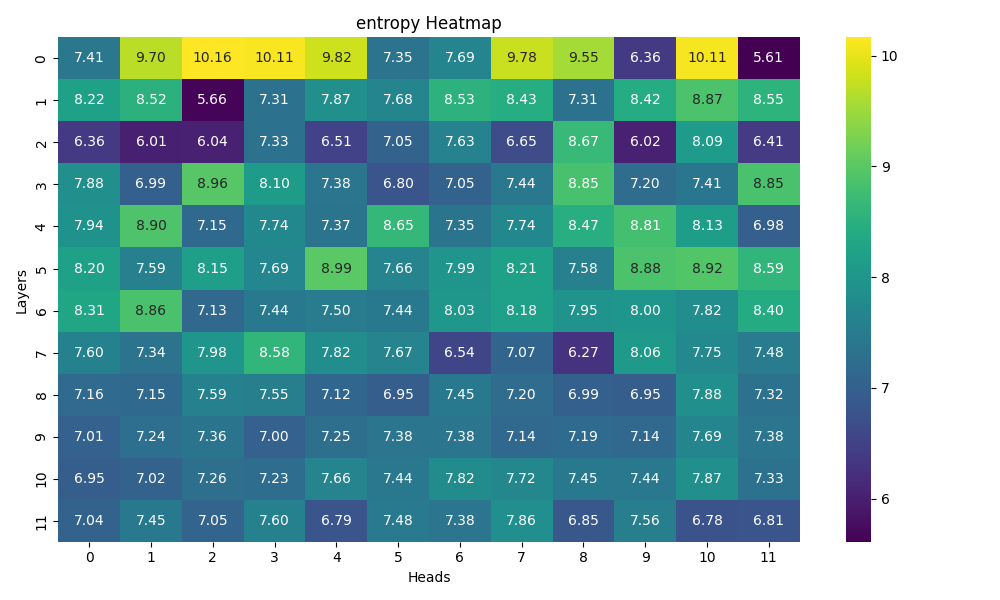 entropy Heatmap
0 7.41 9.70 10.16 10.11 9.82 7.35 7.69 9.78 9.55 6.36 10.11 5.61
1 8.22 8.52 5.66 7.31 7.87 7.68 8.53 8.43 7.31 8.42 8.87 8.55
2 6.36 6.01 6.04 7.33 6.51 7.05 7.63 6.65 8.67 6.02 8.09 6.41
3 7.88 6.99 8.96 8.10 7.38 6.80 7.05 7.44 8.85 7.20 7.41 8.85
4 7.94 8.90 7.15 7.74 7.37 8.65 7.35 7.74 8.47 8.81 8.13 6.98
5 8.20 7.59 8.15 7.69 8.99 7.66 7.99 8.21 7.58 8.88 8.92 8.59
6 8.31 8.86 7.13 7.44 7.50 7.44 8.03 8.18 7.95 8.00 7.82 8.40
7 7.60 7.34 7.98 8.58 7.82 7.67 6.54 7.07 6.27 8.06 7.75 7.48
8 7.16 7.15 7.59 7.55 7.12 6.95 7.45 7.20 6.99 6.95 7.88 7.32
9 7.01 7.24 7.36 7.00 7.25 7.38 7.38 7.14 7.19 7.14 7.69 7.38
10 6.95 7.02 7.26 7.23 7.66 7.44 7.82 7.72 7.45 7.44 7.87 7.33
11 7.04 7.45 7.05 7.60 6.79 7.48 7.38 7.86 6.85 7.56 6.78 6.81
0 1 2 3 4 5 6 7 8 9 10 11
Heads
Layers
10
9
8
7
6